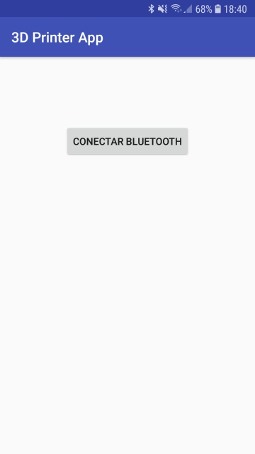 68% 18:40
3D Printer App
CONECTAR BLUETOOTH